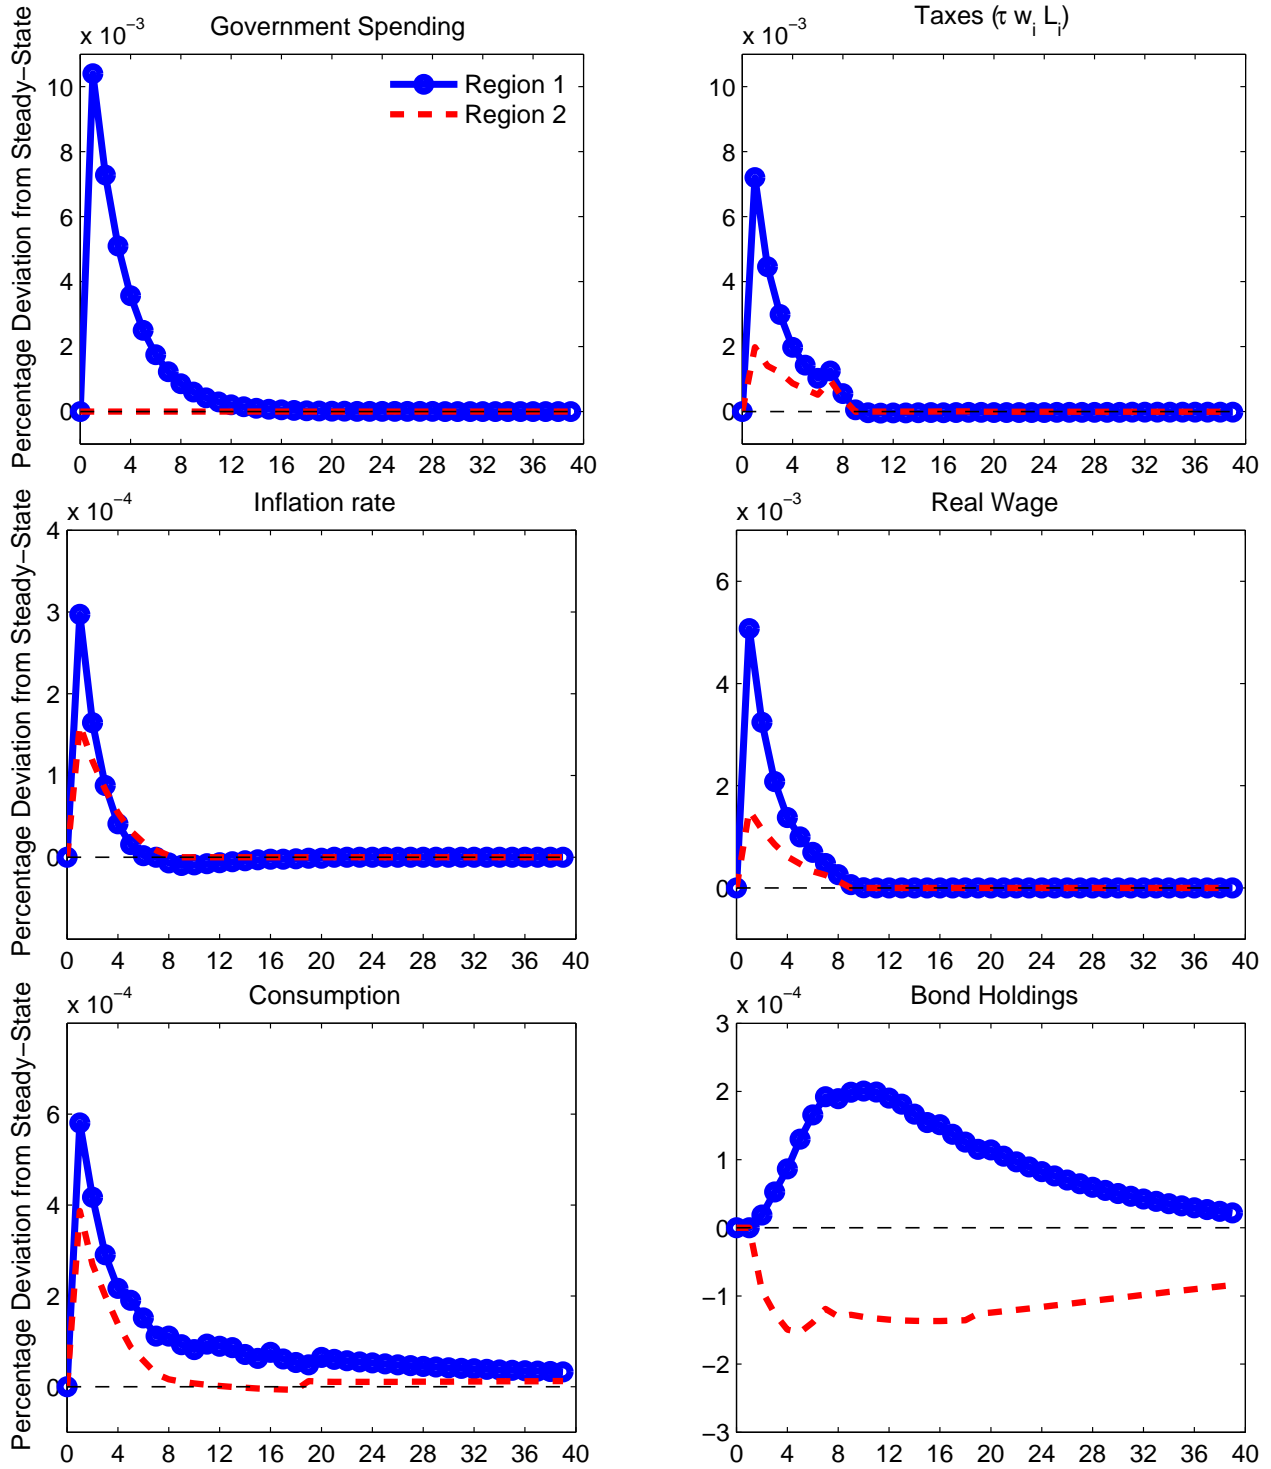 Government Spending
x 10⁻³
Percentage Deviation from Steady−State
10
8
6
4
2
0
0 4 8 12 16 20 24 28 32 36 40
Region 1
Region 2
Taxes (τ wᵢ Lᵢ)
x 10⁻³
10
8
6
4
2
0
0 4 8 12 16 20 24 28 32 36 40
Inflation rate
x 10⁻⁴
Percentage Deviation from Steady−State
4
3
2
1
0
0 4 8 12 16 20 24 28 32 36 40
Real Wage
x 10⁻³
6
4
2
0
0 4 8 12 16 20 24 28 32 36 40
Consumption
x 10⁻⁴
Percentage Deviation from Steady−State
6
4
2
0
0 4 8 12 16 20 24 28 32 36 40
Bond Holdings
x 10⁻⁴
3
2
1
0
−1
−2
−3
0 4 8 12 16 20 24 28 32 36 40